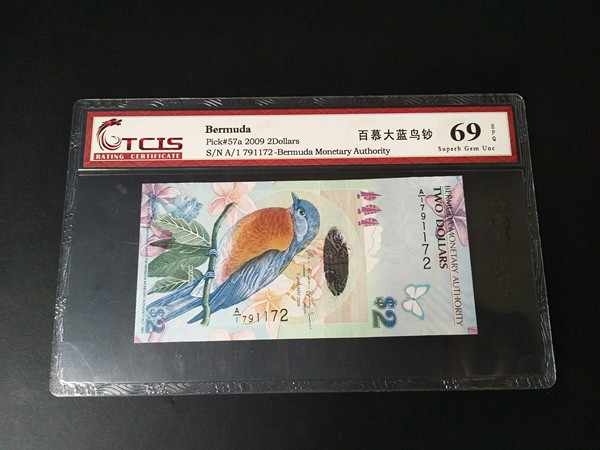 TCIS
RATING CERTIFICATE
Bermuda
Pick#57a 2009 2Dollars
S/N A/1 791172-Bermuda Monetary Authority
百慕大蓝鸟钞
69
EPQ
Superb Gem Unc
BERMUDA MONETARY AUTHORITY
TWO DOLLARS
A/1 791172
A/1 791172
$2
$2